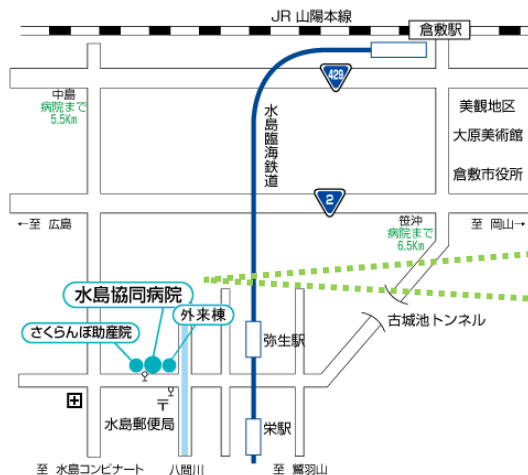 JR 山陽本線
倉敷駅
429
中島
病院まで
5.5Km
水島臨海鉄道
美観地区
大原美術館
倉敷市役所
2
←至 広島
笹沖
病院まで
6.5Km
至 岡山→
水島協同病院
外来棟
さくらんぼ助産院
古城池トンネル
弥生駅
〒
水島郵便局
栄駅
至 水島コンビナート
八間川
至 鷲羽山